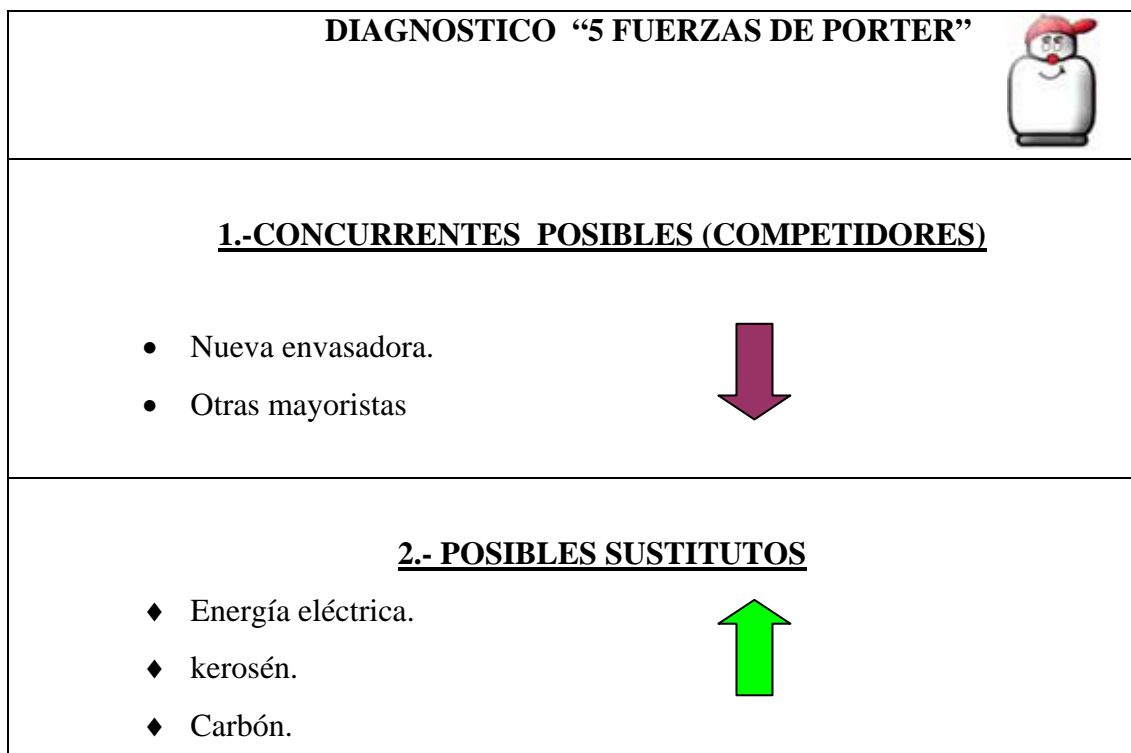 DIAGNOSTICO “5 FUERZAS DE PORTER”
1.-CONCURRENTES POSIBLES (COMPETIDORES)
• Nueva envasadora.
• Otras mayoristas
2.- POSIBLES SUSTITUTOS
♦ Energía eléctrica.
♦ kerosén.
♦ Carbón.